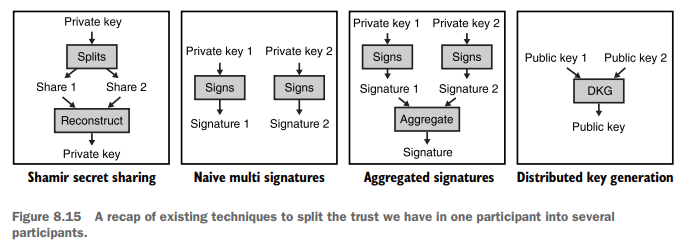 Private key
Splits
Share 1 Share 2
Reconstruct
Private key
Shamir secret sharing
Private key 1 Private key 2
Signs Signs
Signature 1 Signature 2
Naive multi signatures
Private key 1 Private key 2
Signs Signs
Signature 1 Signature 2
Aggregate
Signature
Aggregated signatures
Public key 1 Public key 2
DKG
Public key
Distributed key generation
Figure 8.15 A recap of existing techniques to split the trust we have in one participant into several
participants.